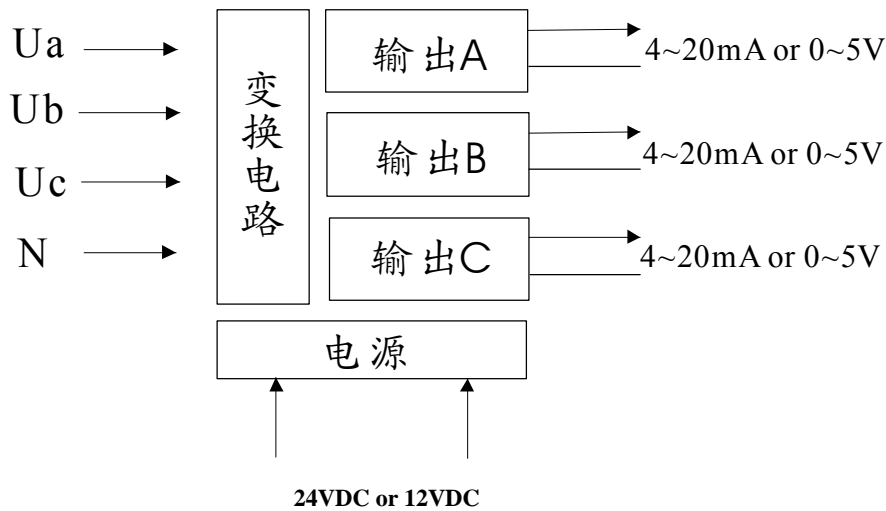 Ua
Ub
Uc
N
变换电路
输出A
4~20mA or 0~5V
输出B
4~20mA or 0~5V
输出C
4~20mA or 0~5V
电源
24VDC or 12VDC